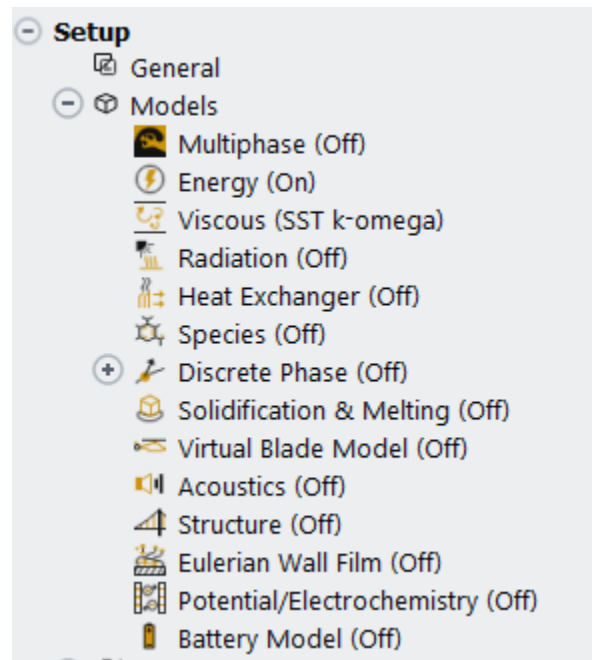 Setup
General
Models
Multiphase (Off)
Energy (On)
Viscous (SST k-omega)
Radiation (Off)
Heat Exchanger (Off)
Species (Off)
Discrete Phase (Off)
Solidification & Melting (Off)
Virtual Blade Model (Off)
Acoustics (Off)
Structure (Off)
Eulerian Wall Film (Off)
Potential/Electrochemistry (Off)
Battery Model (Off)